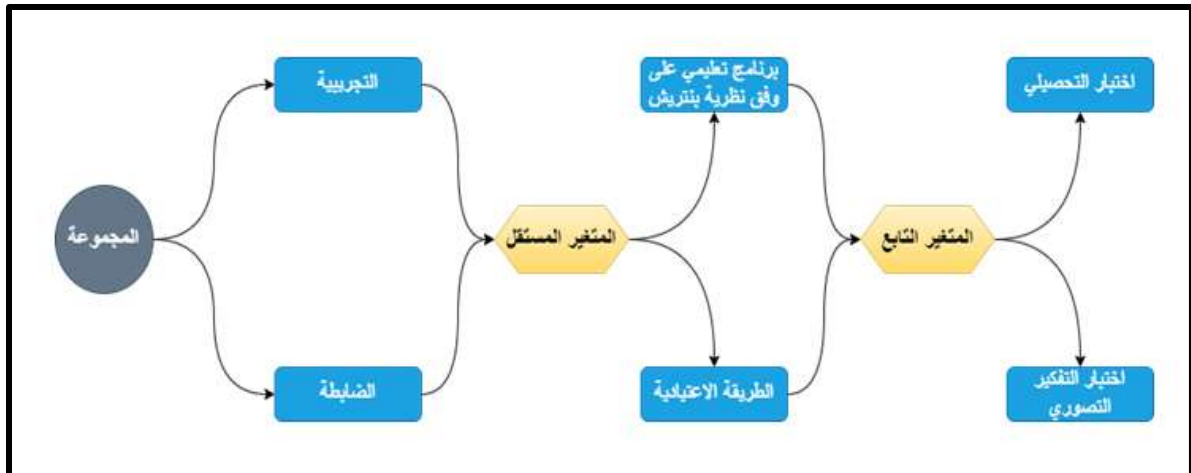 المجموعة
التجريبية
الضابطة
المتغير المستقل
برنامج تعليمي على
وفق نظرية بنتريش
الطريقة الاعتيادية
المتغير التابع
اختبار التحصيلي
اختبار التفكير
التصوري